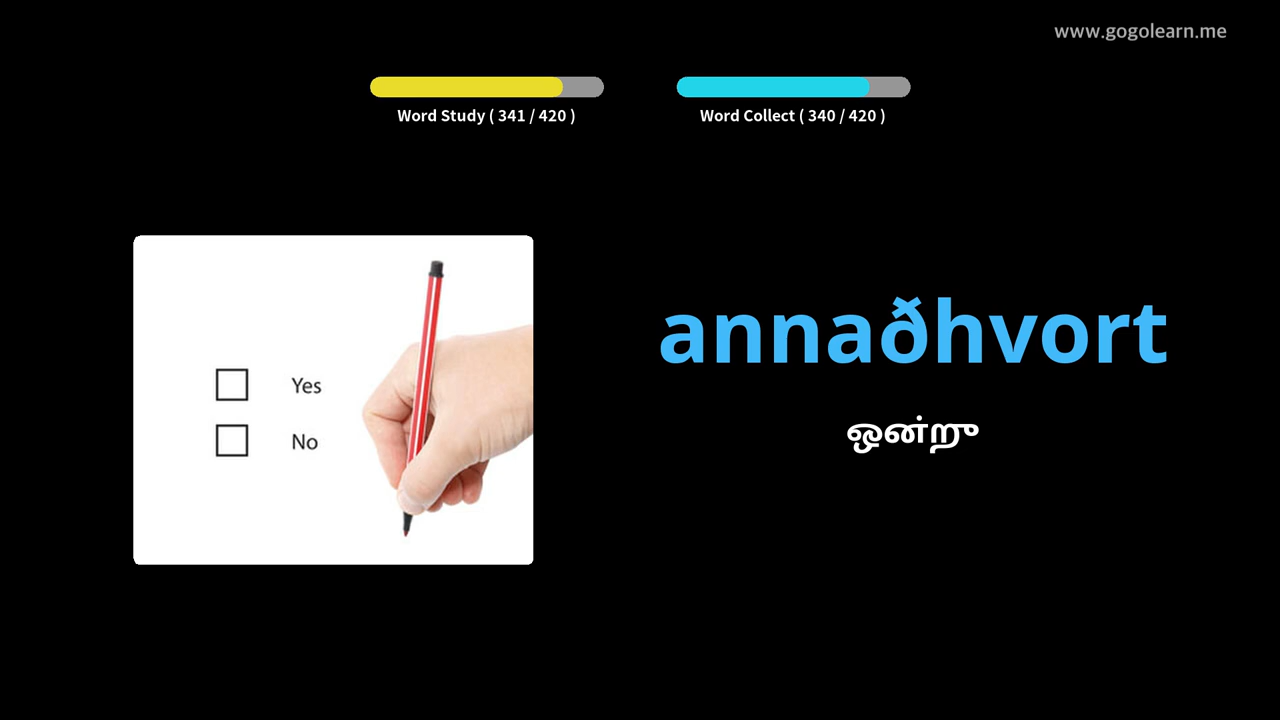 www.gogolearn.me
Word Study ( 341 / 420 )
Word Collect ( 340 / 420 )
Yes
No
annaðhvort
ஒன்று